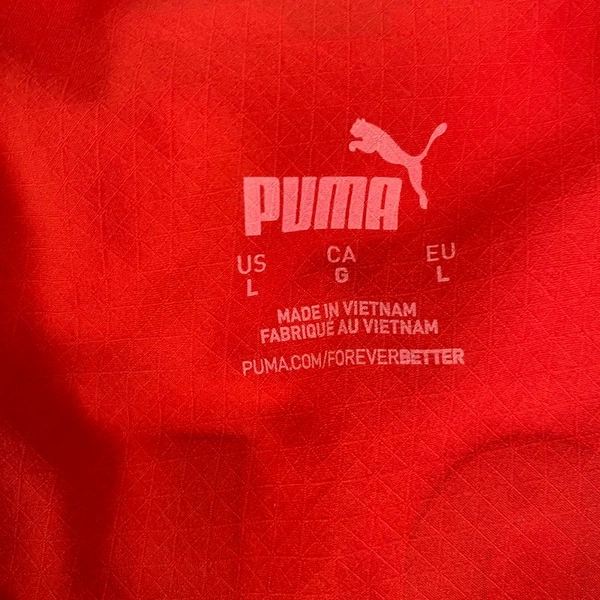 PUMA
US CA EU
L G L
MADE IN VIETNAM
FABRIQUÉ AU VIETNAM
PUMA.COM/FOREVERBETTER